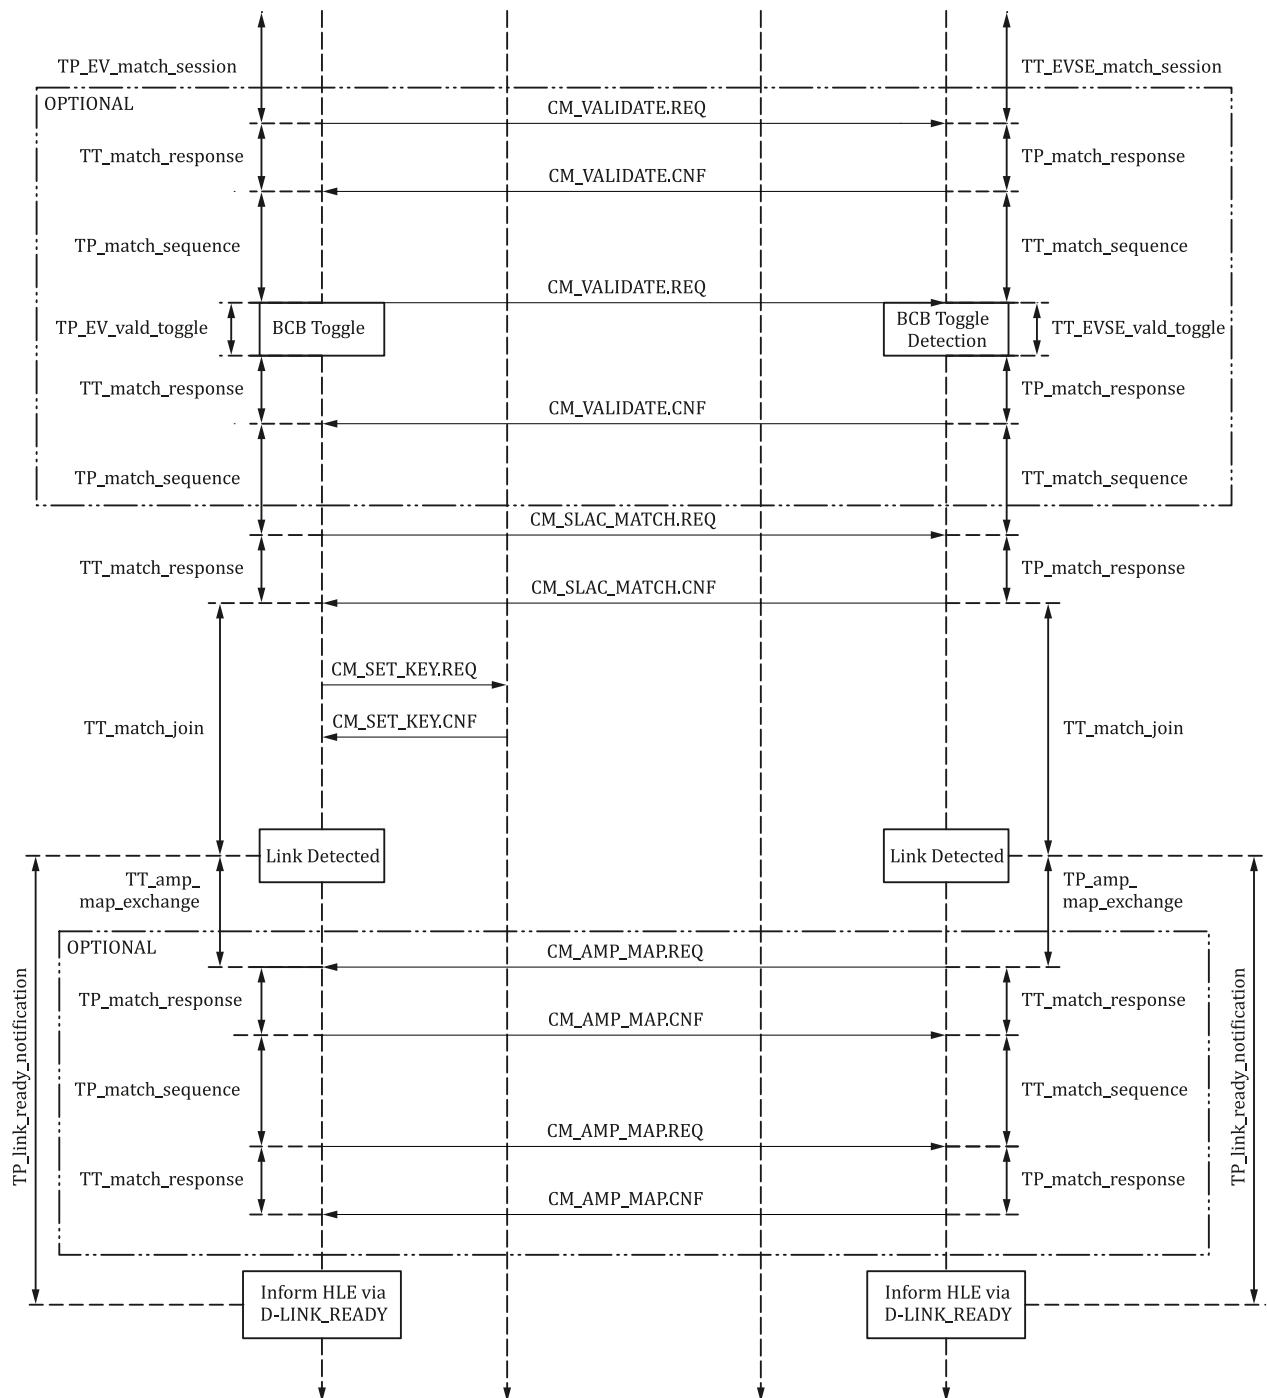 TP_EV_match_session
TT_EVSE_match_session
OPTIONAL
CM_VALIDATE.REQ
TT_match_response
TP_match_response
CM_VALIDATE.CNF
TP_match_sequence
TT_match_sequence
CM_VALIDATE.REQ
TP_EV_vald_toggle
BCB Toggle
BCB Toggle
Detection
TT_EVSE_vald_toggle
TT_match_response
TP_match_response
CM_VALIDATE.CNF
TP_match_sequence
TT_match_sequence
CM_SLAC_MATCH.REQ
TT_match_response
TP_match_response
CM_SLAC_MATCH.CNF
CM_SET_KEY.REQ
CM_SET_KEY.CNF
TT_match_join
TT_match_join
Link Detected
Link Detected
TT_amp_
map_exchange
TP_amp_
map_exchange
OPTIONAL
CM_AMP_MAP.REQ
TP_match_response
TT_match_response
CM_AMP_MAP.CNF
TP_link_ready_notification
TP_link_ready_notification
TP_match_sequence
TT_match_sequence
CM_AMP_MAP.REQ
TT_match_response
TP_match_response
CM_AMP_MAP.CNF
Inform HLE via
D-LINK_READY
Inform HLE via
D-LINK_READY